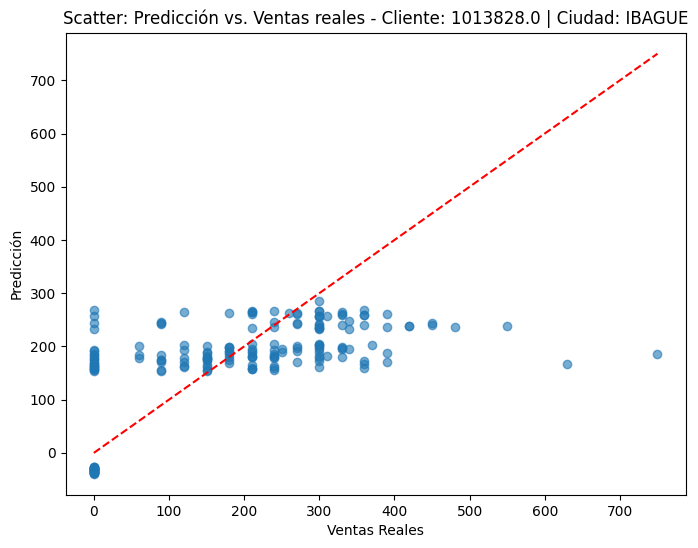 Scatter: Predicción vs. Ventas reales - Cliente: 1013828.0 | Ciudad: IBAGUE
700
600
500
400
300
200
100
0
Predicción
0 100 200 300 400 500 600 700
Ventas Reales